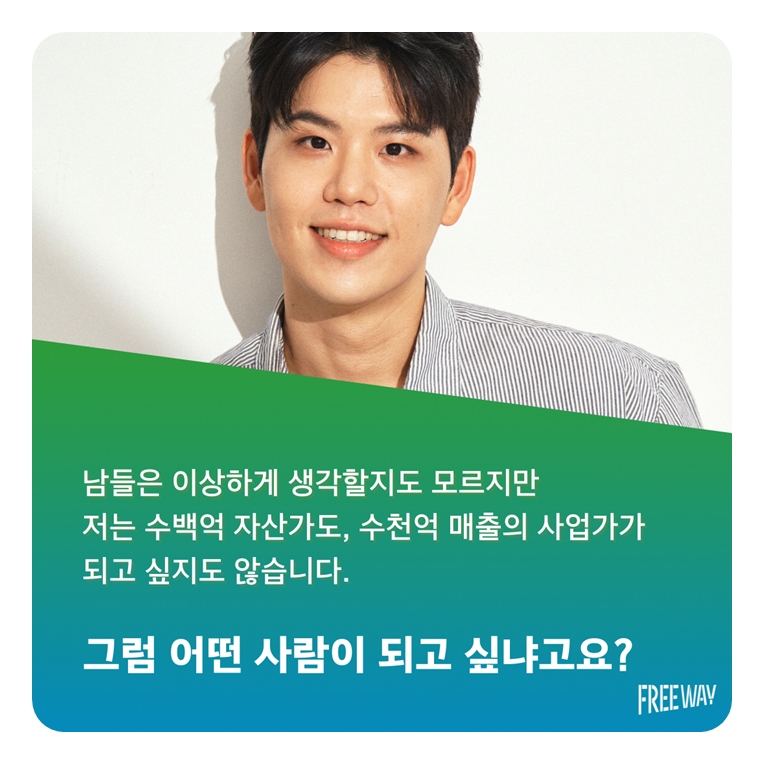 남들은 이상하게 생각할지도 모르지만
저는 수백억 자산가도, 수천억 매출의 사업가가
되고 싶지도 않습니다.
그럼 어떤 사람이 되고 싶냐고요?
FREEWAY